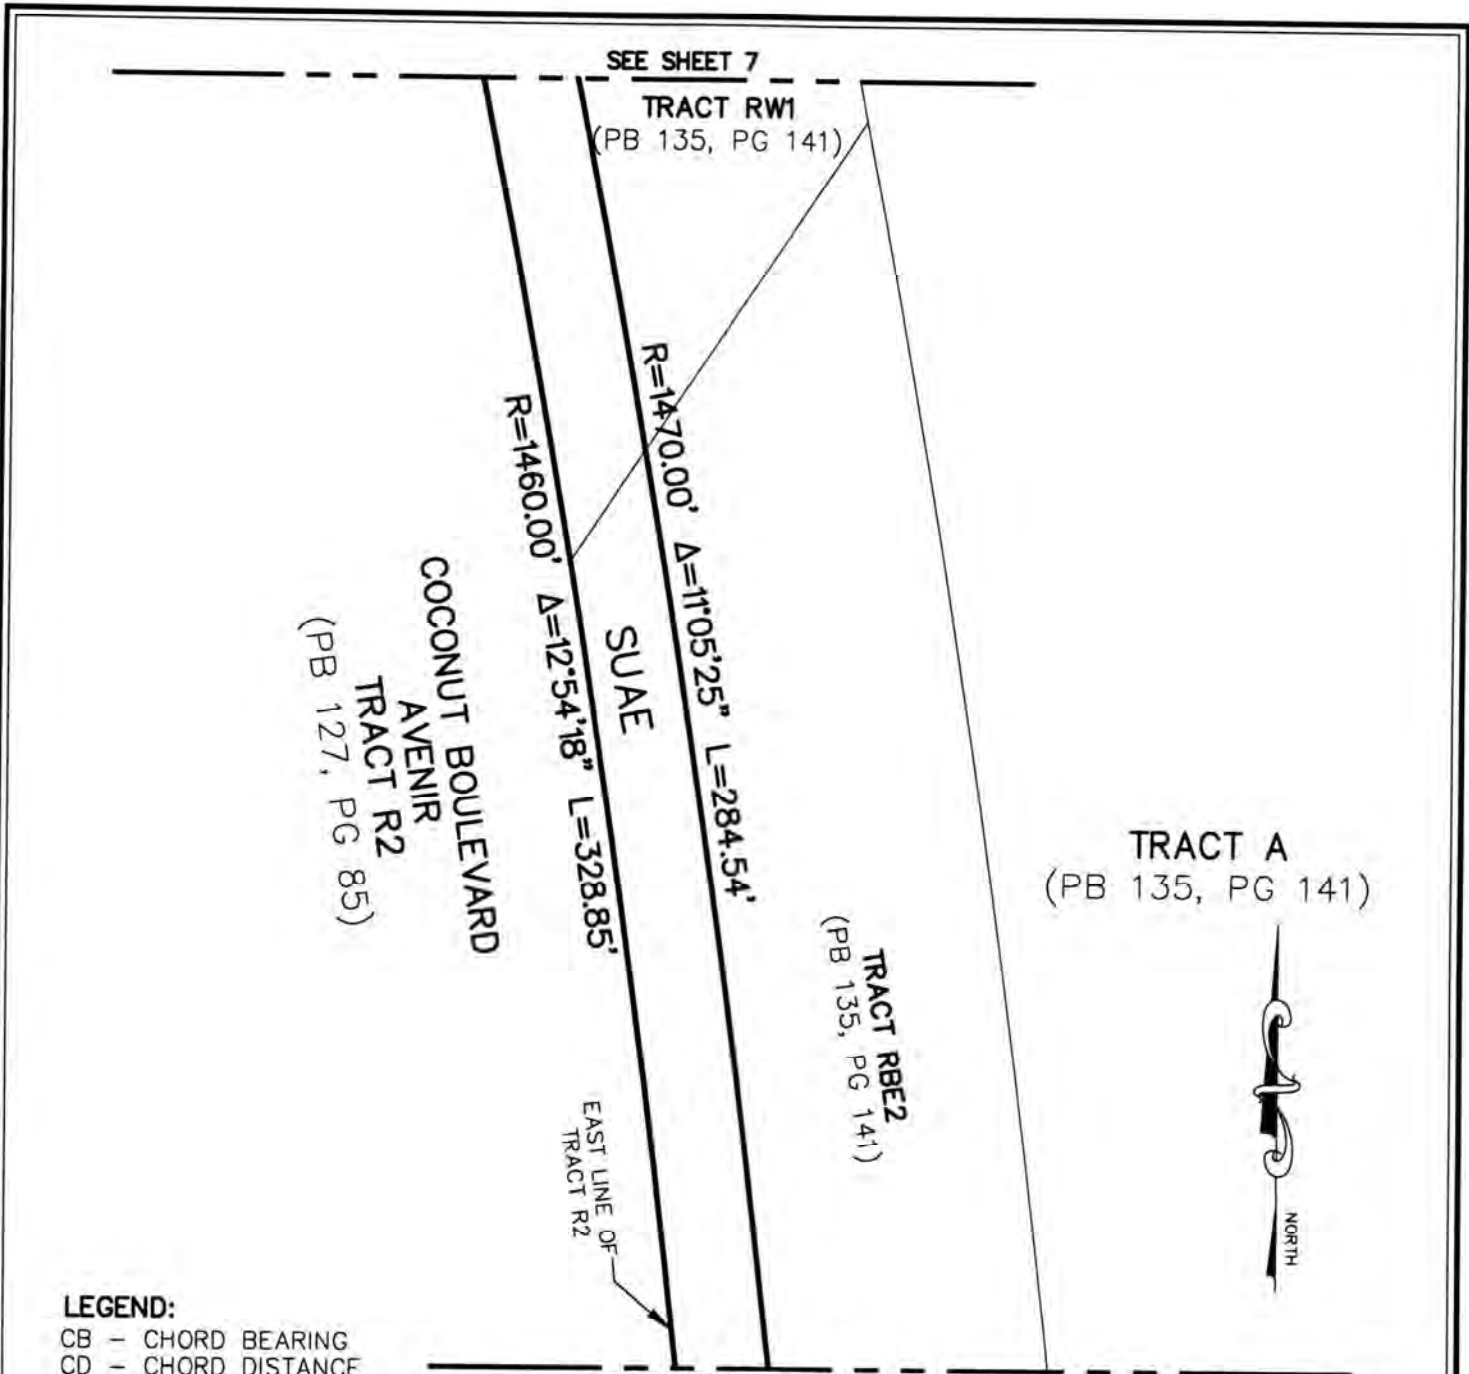 SEE SHEET 7
TRACT RW1
(PB 135, PG 141)
R=1470.00' Δ=11°05'25" L=284.54'
R=1460.00' Δ=12°54'18" L=328.85'
SUAE
COCONUT BOULEVARD
AVENIR
TRACT R2
(PB 127, PG 85)
TRACT A
(PB 135, PG 141)
TRACT RBE2
(PB 135, PG 141)
NORTH
EAST LINE OF
TRACT R2
LEGEND:
CB – CHORD BEARING
CD – CHORD DISTANCE